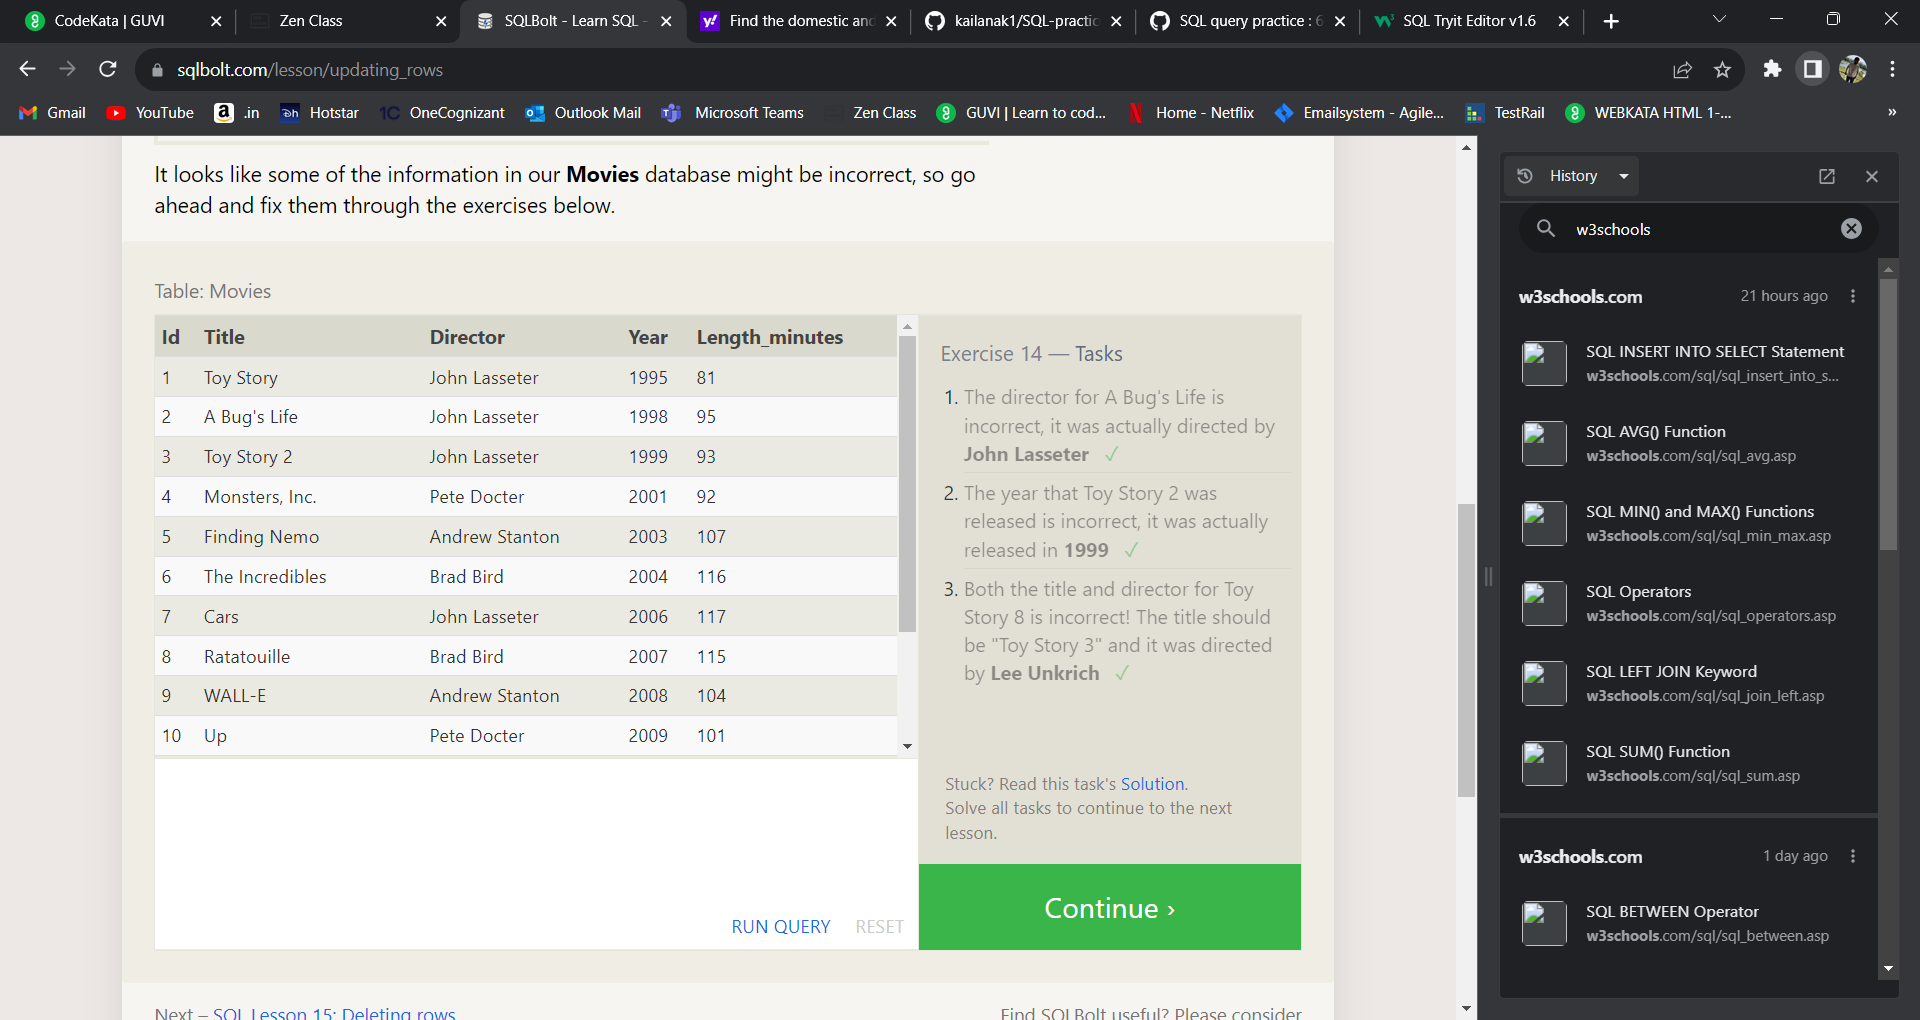 CodeKata | GUVI
Zen Class
SQLBolt - Learn SQL -
Find the domestic and
kailanak1/SQL-practic
SQL query practice : 6
SQL Tryit Editor v1.6
sqlbolt.com/lesson/updating_rows
Gmail
YouTube
.in
Hotstar
OneCognizant
Outlook Mail
Microsoft Teams
Zen Class
GUVI | Learn to cod...
Home - Netflix
Emailsystem - Agile...
TestRail
WEBKATA HTML 1-...
»
It looks like some of the information in our Movies database might be incorrect, so go
ahead and fix them through the exercises below.
Table: Movies
Id Title Director Year Length_minutes
1 Toy Story John Lasseter 1995 81
2 A Bug's Life John Lasseter 1998 95
3 Toy Story 2 John Lasseter 1999 93
4 Monsters, Inc. Pete Docter 2001 92
5 Finding Nemo Andrew Stanton 2003 107
6 The Incredibles Brad Bird 2004 116
7 Cars John Lasseter 2006 117
8 Ratatouille Brad Bird 2007 115
9 WALL-E Andrew Stanton 2008 104
10 Up Pete Docter 2009 101
RUN QUERY RESET
Exercise 14 — Tasks
1. The director for A Bug's Life is
incorrect, it was actually directed by
John Lasseter ✓
2. The year that Toy Story 2 was
released is incorrect, it was actually
released in 1999 ✓
3. Both the title and director for Toy
Story 8 is incorrect! The title should
be "Toy Story 3" and it was directed
by Lee Unkrich ✓
Stuck? Read this task's Solution.
Solve all tasks to continue to the next
lesson.
Continue ›
Next – SQL Lesson 15: Deleting rows
Find SQLBolt useful? Please consider
History
w3schools
w3schools.com 21 hours ago
SQL INSERT INTO SELECT Statement
w3schools.com/sql/sql_insert_into_s...
SQL AVG() Function
w3schools.com/sql/sql_avg.asp
SQL MIN() and MAX() Functions
w3schools.com/sql/sql_min_max.asp
SQL Operators
w3schools.com/sql/sql_operators.asp
SQL LEFT JOIN Keyword
w3schools.com/sql/sql_join_left.asp
SQL SUM() Function
w3schools.com/sql/sql_sum.asp
w3schools.com 1 day ago
SQL BETWEEN Operator
w3schools.com/sql/sql_between.asp